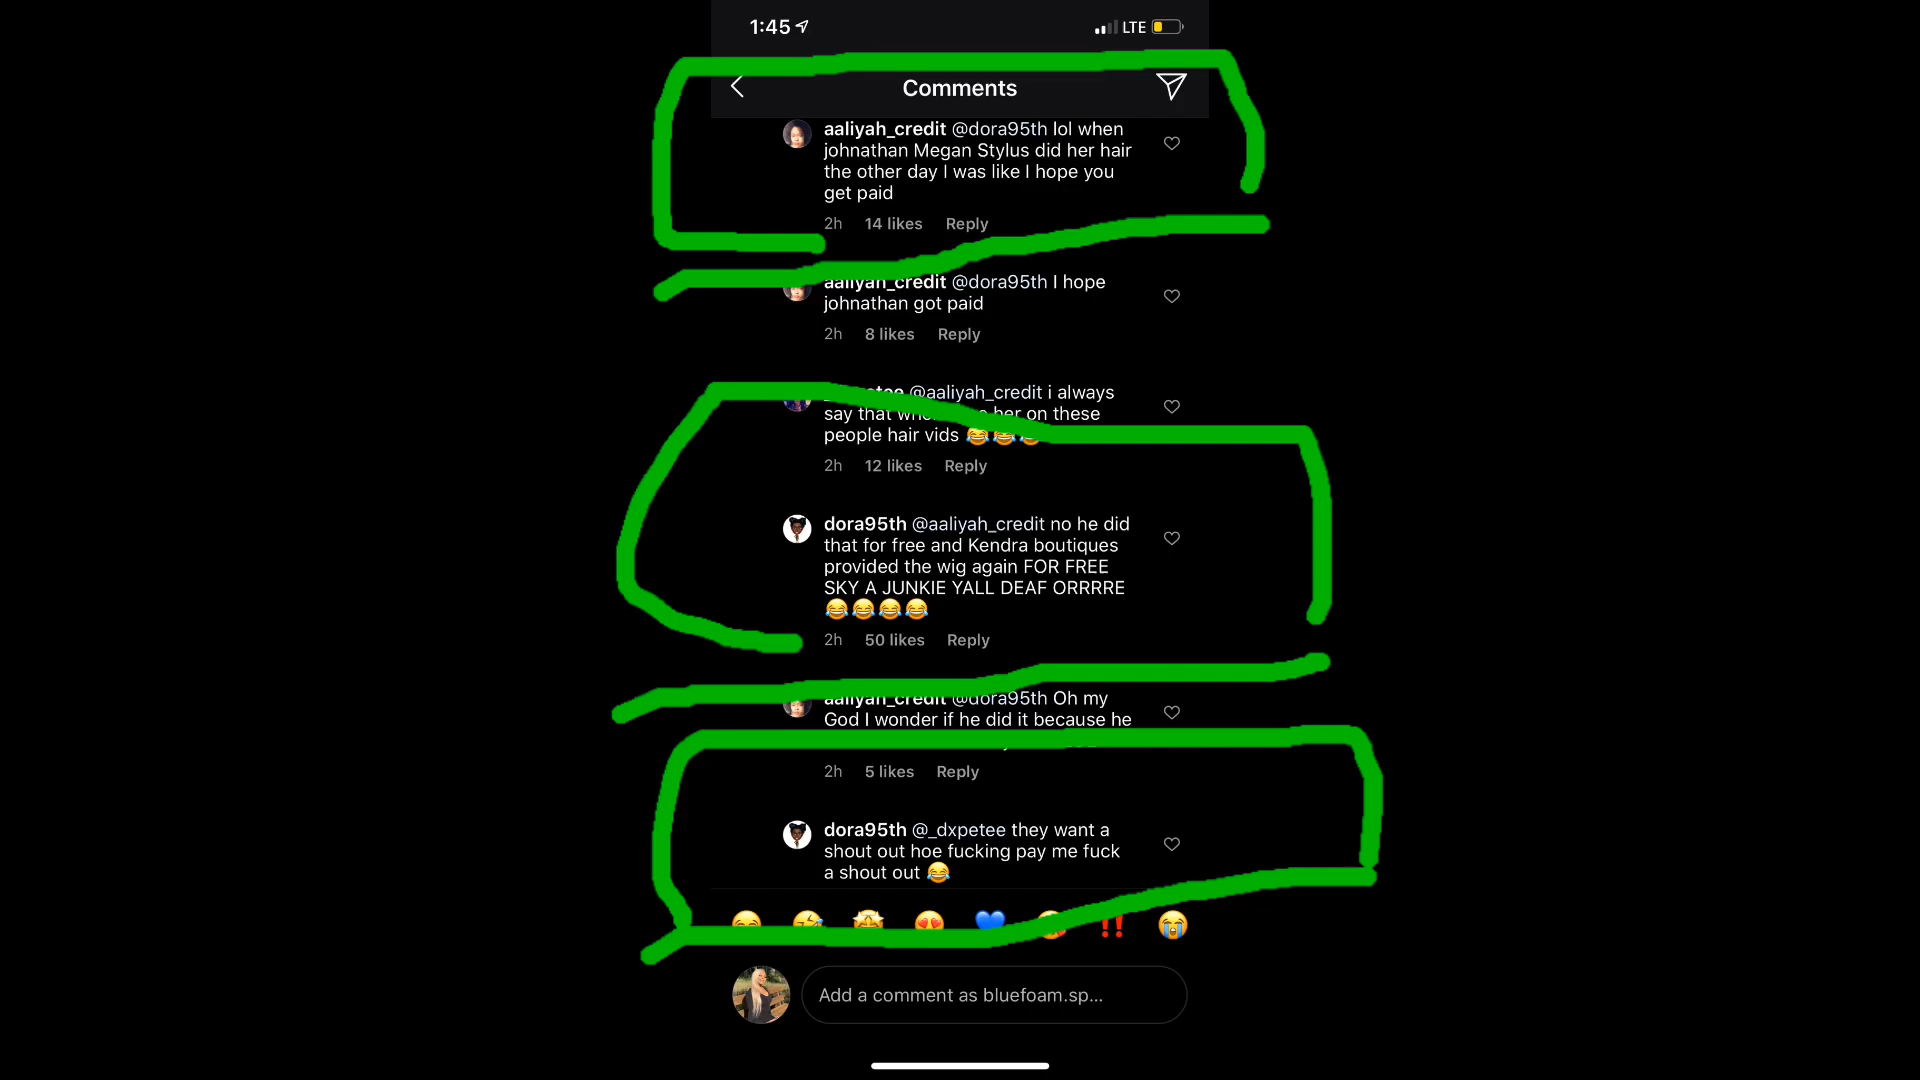 1:45 LTE
Comments
aaliyah_credit @dora95th lol when
johnathan Megan Stylus did her hair
the other day I was like I hope you
get paid
2h 14 likes Reply
aaliyah_credit @dora95th I hope
johnathan got paid
2h 8 likes Reply
@aaliyah_credit i always
say that her on these
people hair vids 😂😂😂
2h 12 likes Reply
dora95th @aaliyah_credit no he did
that for free and Kendra boutiques
provided the wig again FOR FREE
SKY A JUNKIE YALL DEAF ORRRRE
😂😂😂😂
2h 50 likes Reply
aaliyah_credit @dora95th Oh my
God I wonder if he did it because he
2h 5 likes Reply
dora95th @_dxpetee they want a
shout out hoe fucking pay me fuck
a shout out 😂
Add a comment as bluefoam.sp...